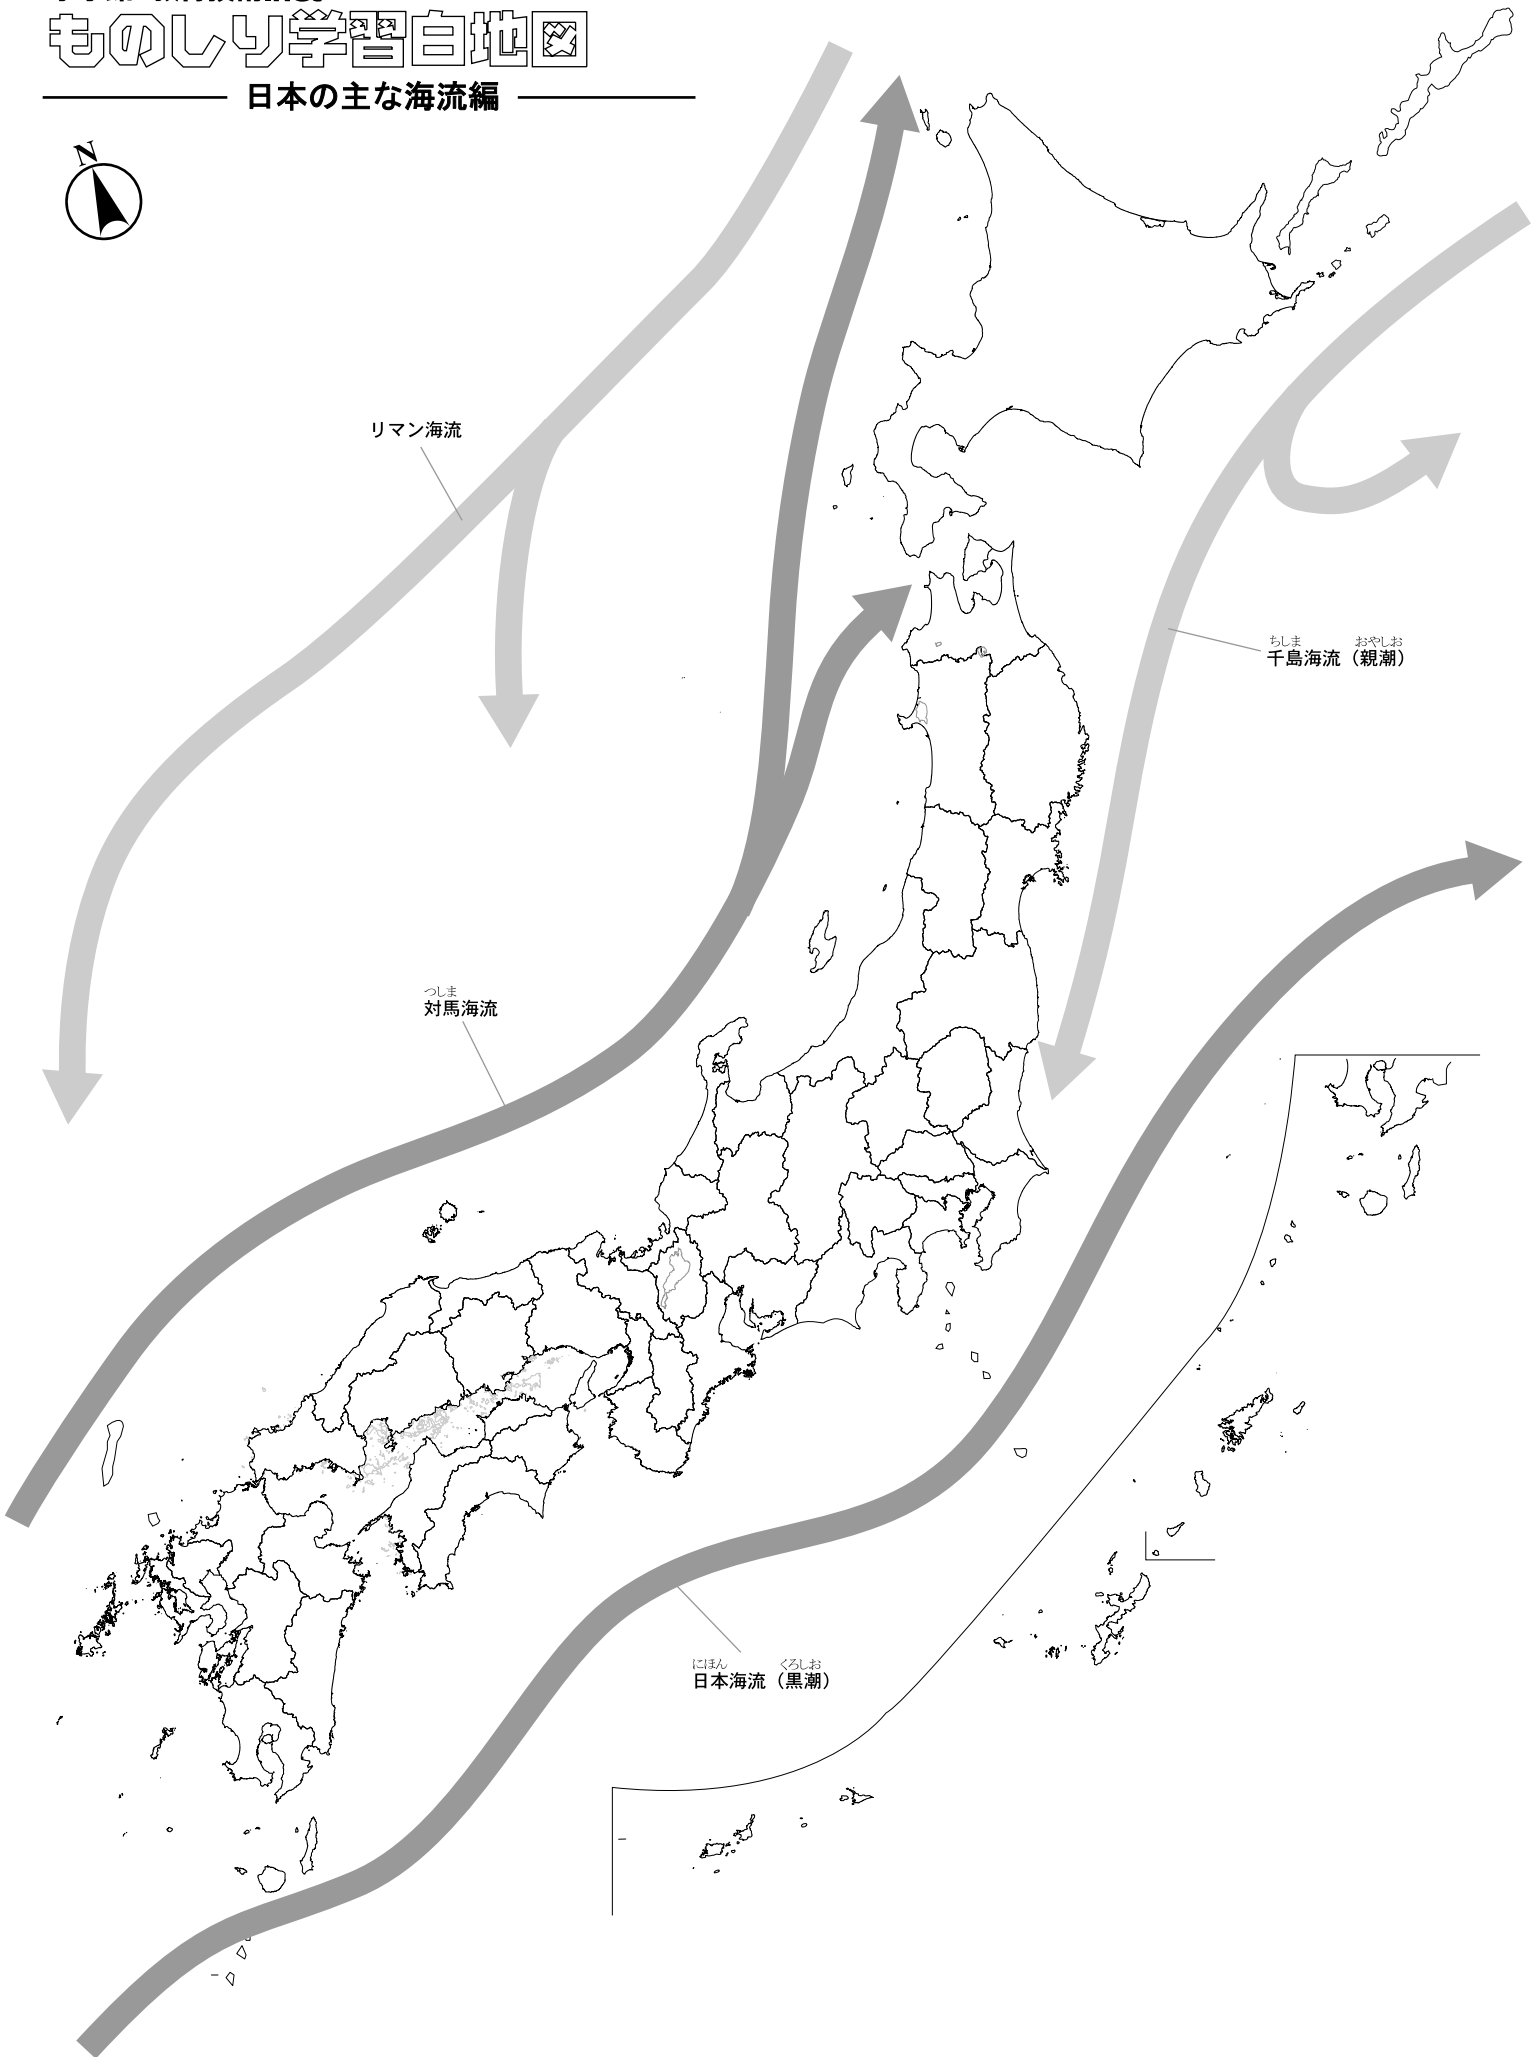 ものしり学習白地図
日本の主な海流編
N
リマン海流
ちしま おやしお
千島海流（親潮）
つしま
対馬海流
にほん くろしお
日本海流（黒潮）